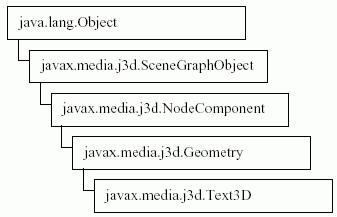 java.lang.Object
javax.media.j3d.SceneGraphObject
javax.media.j3d.NodeComponent
javax.media.j3d.Geometry
javax.media.j3d.Text3D